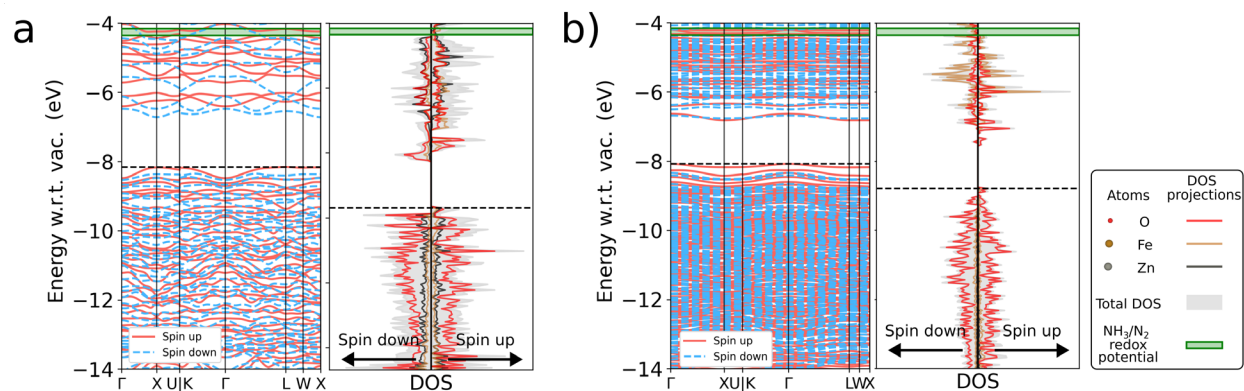 a
Energy w.r.t. vac. (eV)
−4
−6
−8
−10
−12
−14
Spin up
Spin down
Γ X U|K Γ L W X
Spin down
Spin up
DOS
b)
Energy w.r.t. vac. (eV)
−4
−6
−8
−10
−12
−14
Spin up
Spin down
Γ X U|K Γ L W X
Spin down
Spin up
DOS
Atoms
DOS
projections
O
Fe
Zn
Total DOS
NH₃/N₂
redox
potential